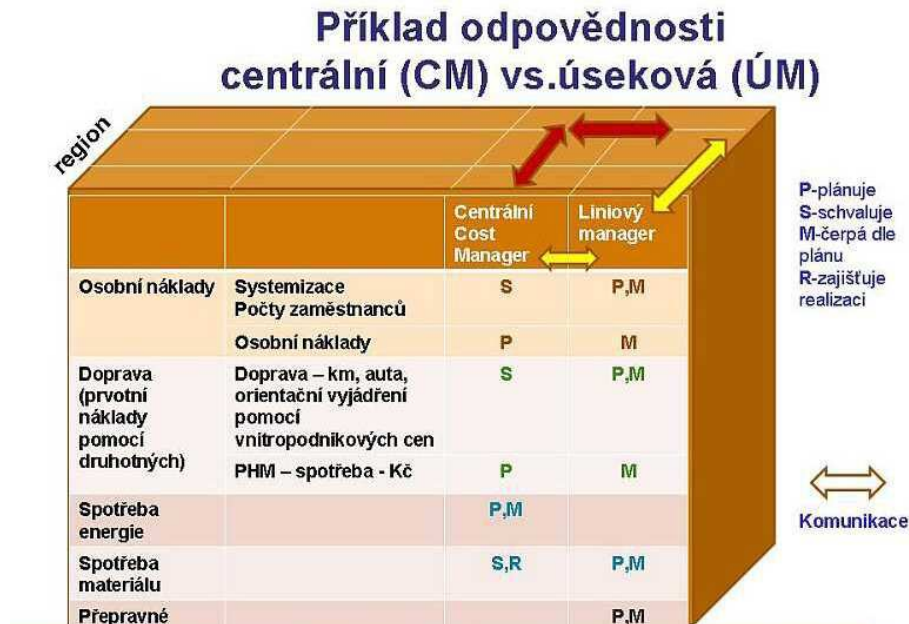 Příklad odpovědnosti
centrální (CM) vs.úseková (ÚM)
region
Centrální
Cost
Manager
Liniový
manager
Osobní náklady
Systemizace
Počty zaměstnanců
S
P,M
Osobní náklady
P
M
Doprava
(prvotní
náklady
pomocí
druhotných)
Doprava – km, auta,
orientační vyjádření
pomocí
vnitropodnikových cen
S
P,M
PHM – spotřeba - Kč
P
M
Spotřeba
energie
P,M
Spotřeba
materiálu
S,R
P,M
Přepravné
P,M
P-plánuje
S-schvaluje
M-čerpá dle
plánu
R-zajišťuje
realizaci
Komunikace